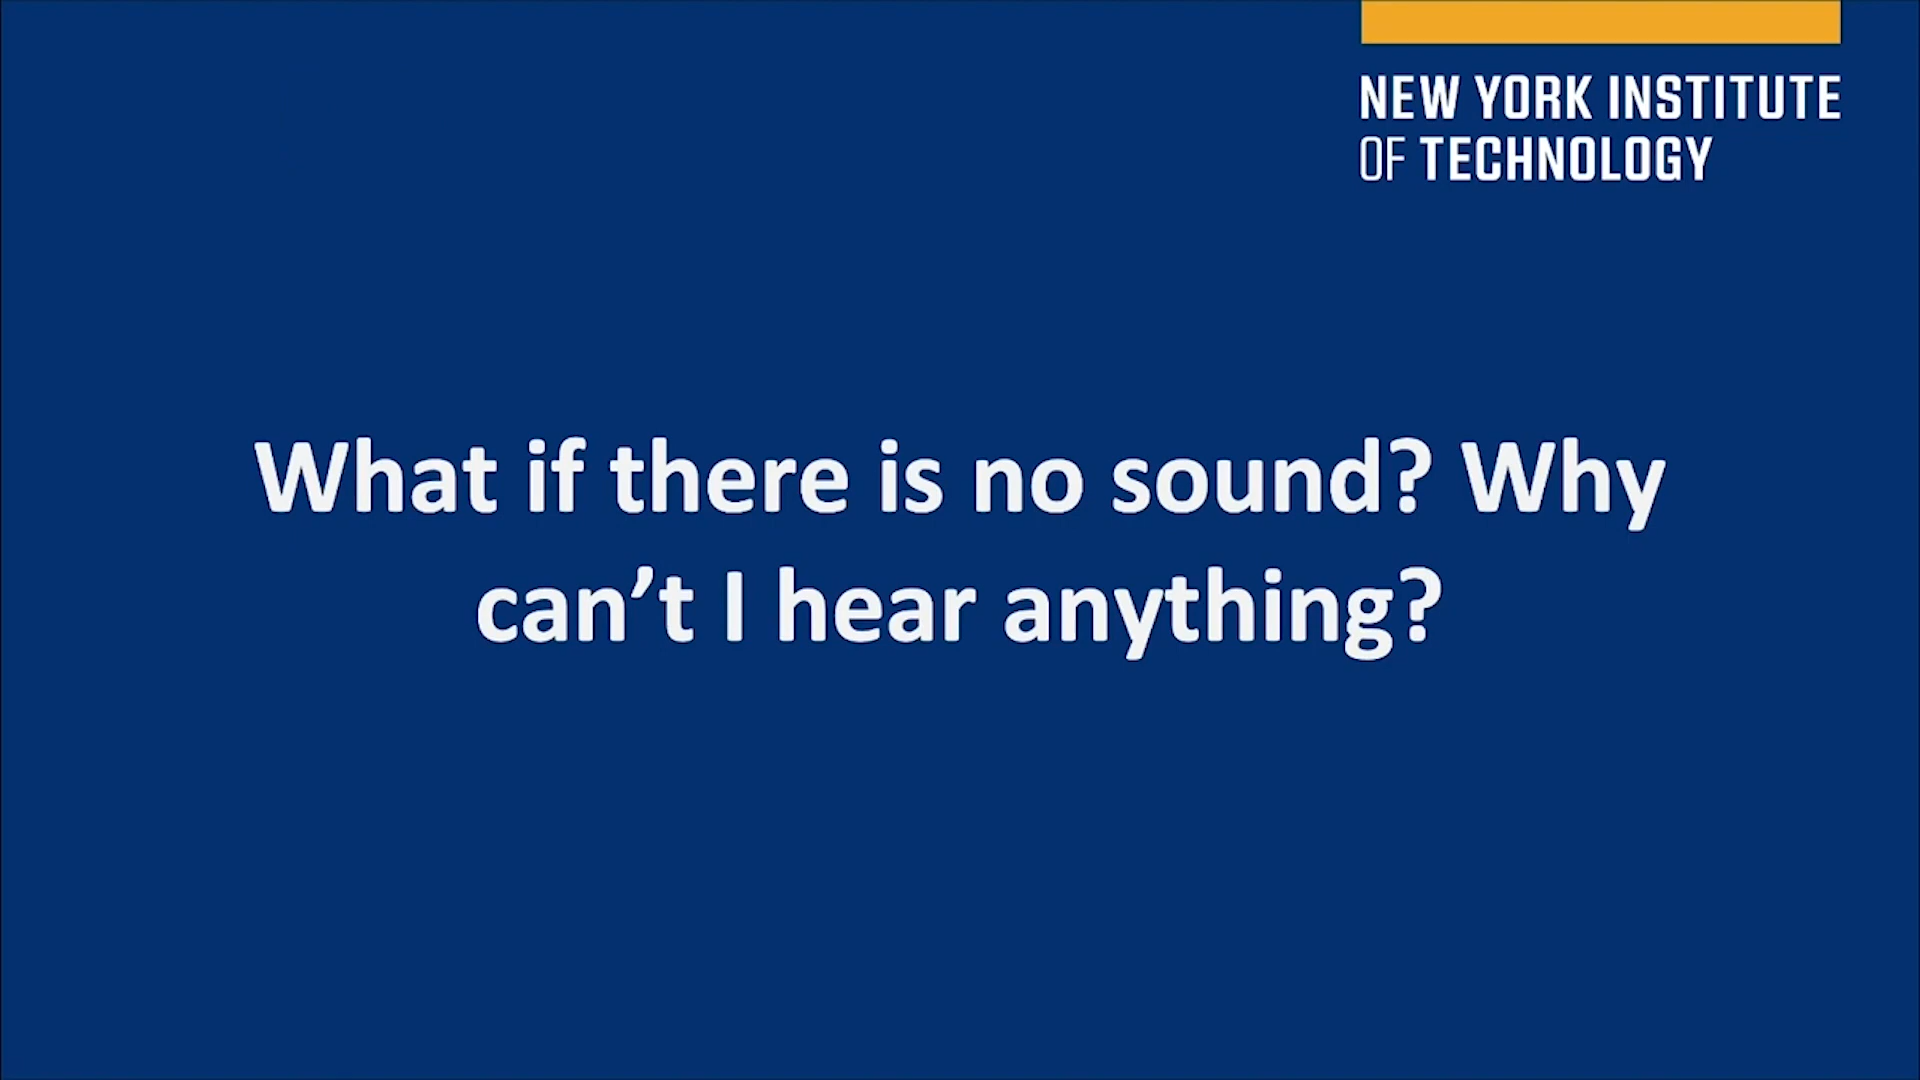 NEW YORK INSTITUTE
OF TECHNOLOGY
What if there is no sound? Why
can’t I hear anything?